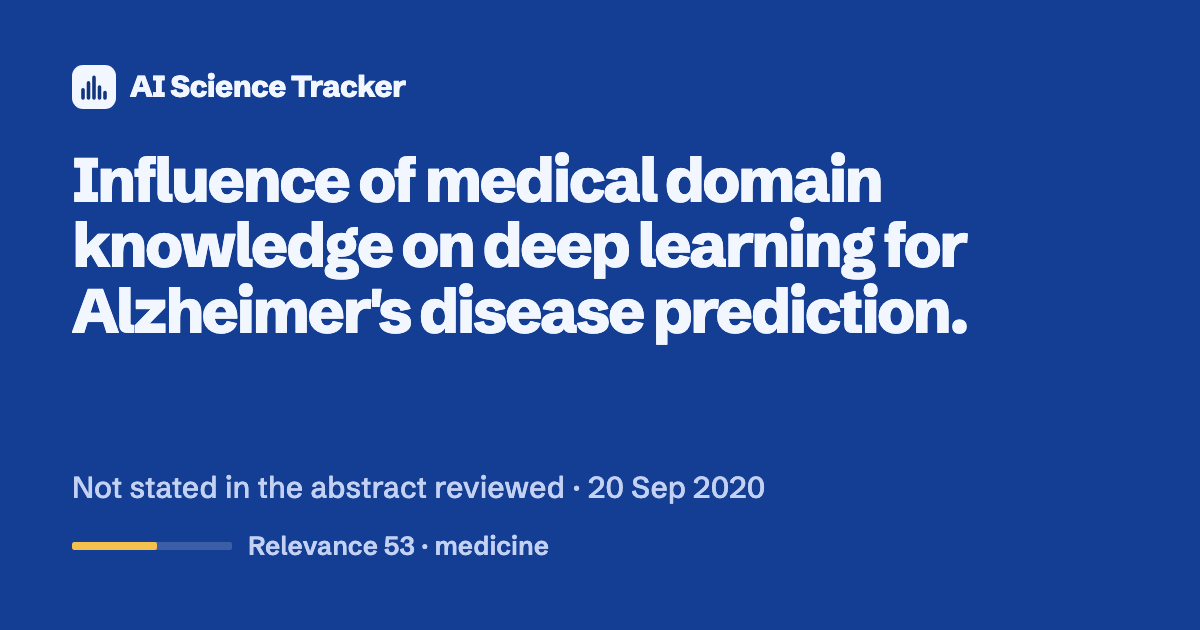 AI Science Tracker
Influence of medical domain
knowledge on deep learning for
Alzheimer's disease prediction.
Not stated in the abstract reviewed · 20 Sep 2020
Relevance 53 · medicine